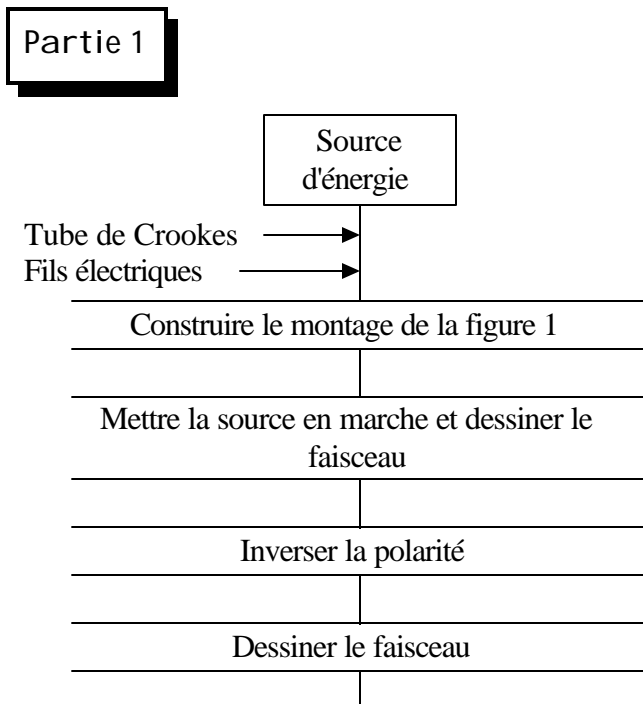 Partie 1
Source
d'énergie
Tube de Crookes
Fils électriques
Construire le montage de la figure 1
Mettre la source en marche et dessiner le
faisceau
Inverser la polarité
Dessiner le faisceau